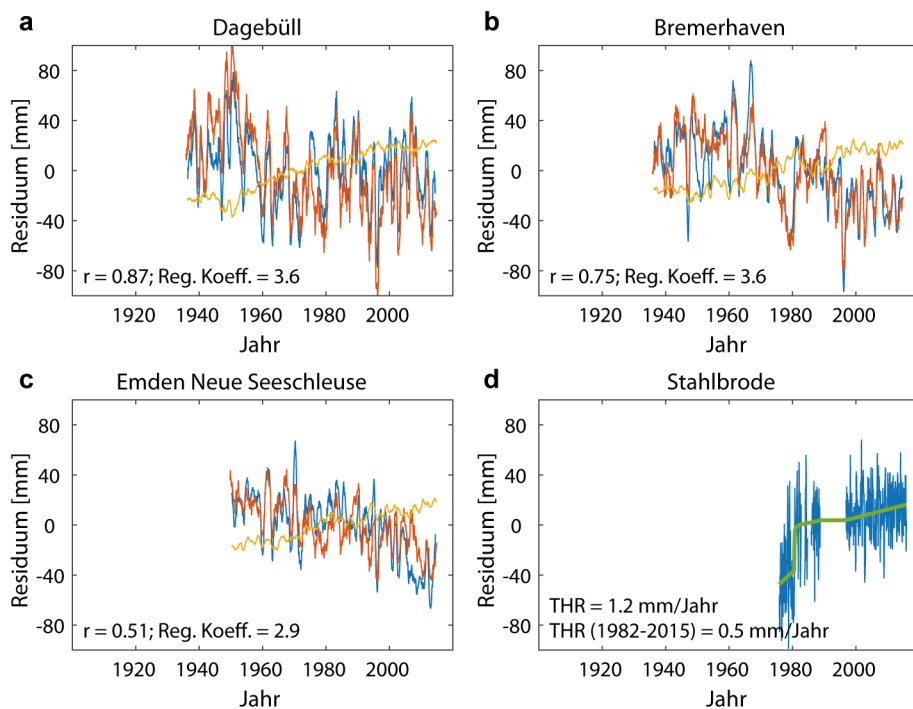 a
Dagebüll
80
40
0
-40
-80
Residuum [mm]
r = 0.87; Reg. Koeff. = 3.6
1920 1940 1960 1980 2000
Jahr
b
Bremerhaven
80
40
0
-40
-80
Residuum [mm]
r = 0.75; Reg. Koeff. = 3.6
1920 1940 1960 1980 2000
Jahr
c
Emden Neue Seeschleuse
80
40
0
-40
-80
Residuum [mm]
r = 0.51; Reg. Koeff. = 2.9
1920 1940 1960 1980 2000
Jahr
d
Stahlbrode
80
40
0
-40
-80
Residuum [mm]
THR = 1.2 mm/Jahr
THR (1982-2015) = 0.5 mm/Jahr
1920 1940 1960 1980 2000
Jahr